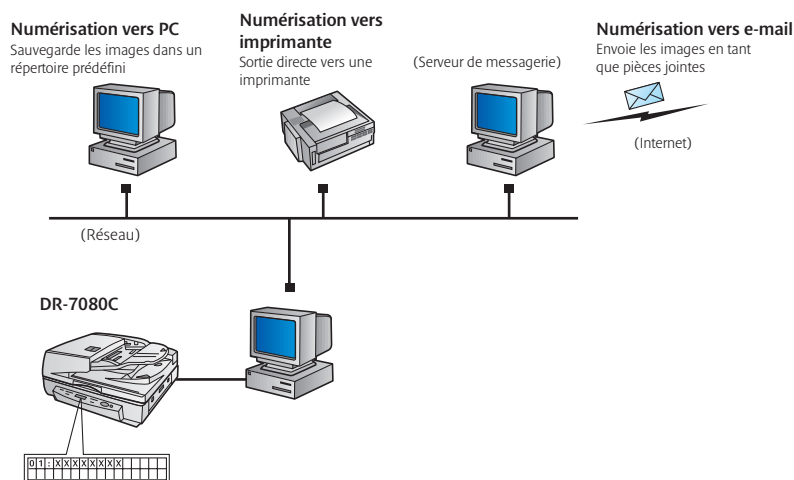 Numérisation vers PC
Sauvegarde les images dans un
répertoire prédéfini
Numérisation vers
imprimante
Sortie directe vers une
imprimante
(Serveur de messagerie)
Numérisation vers e-mail
Envoie les images en tant
que pièces jointes
(Internet)
(Réseau)
DR-7080C
01:XXXXXXXX